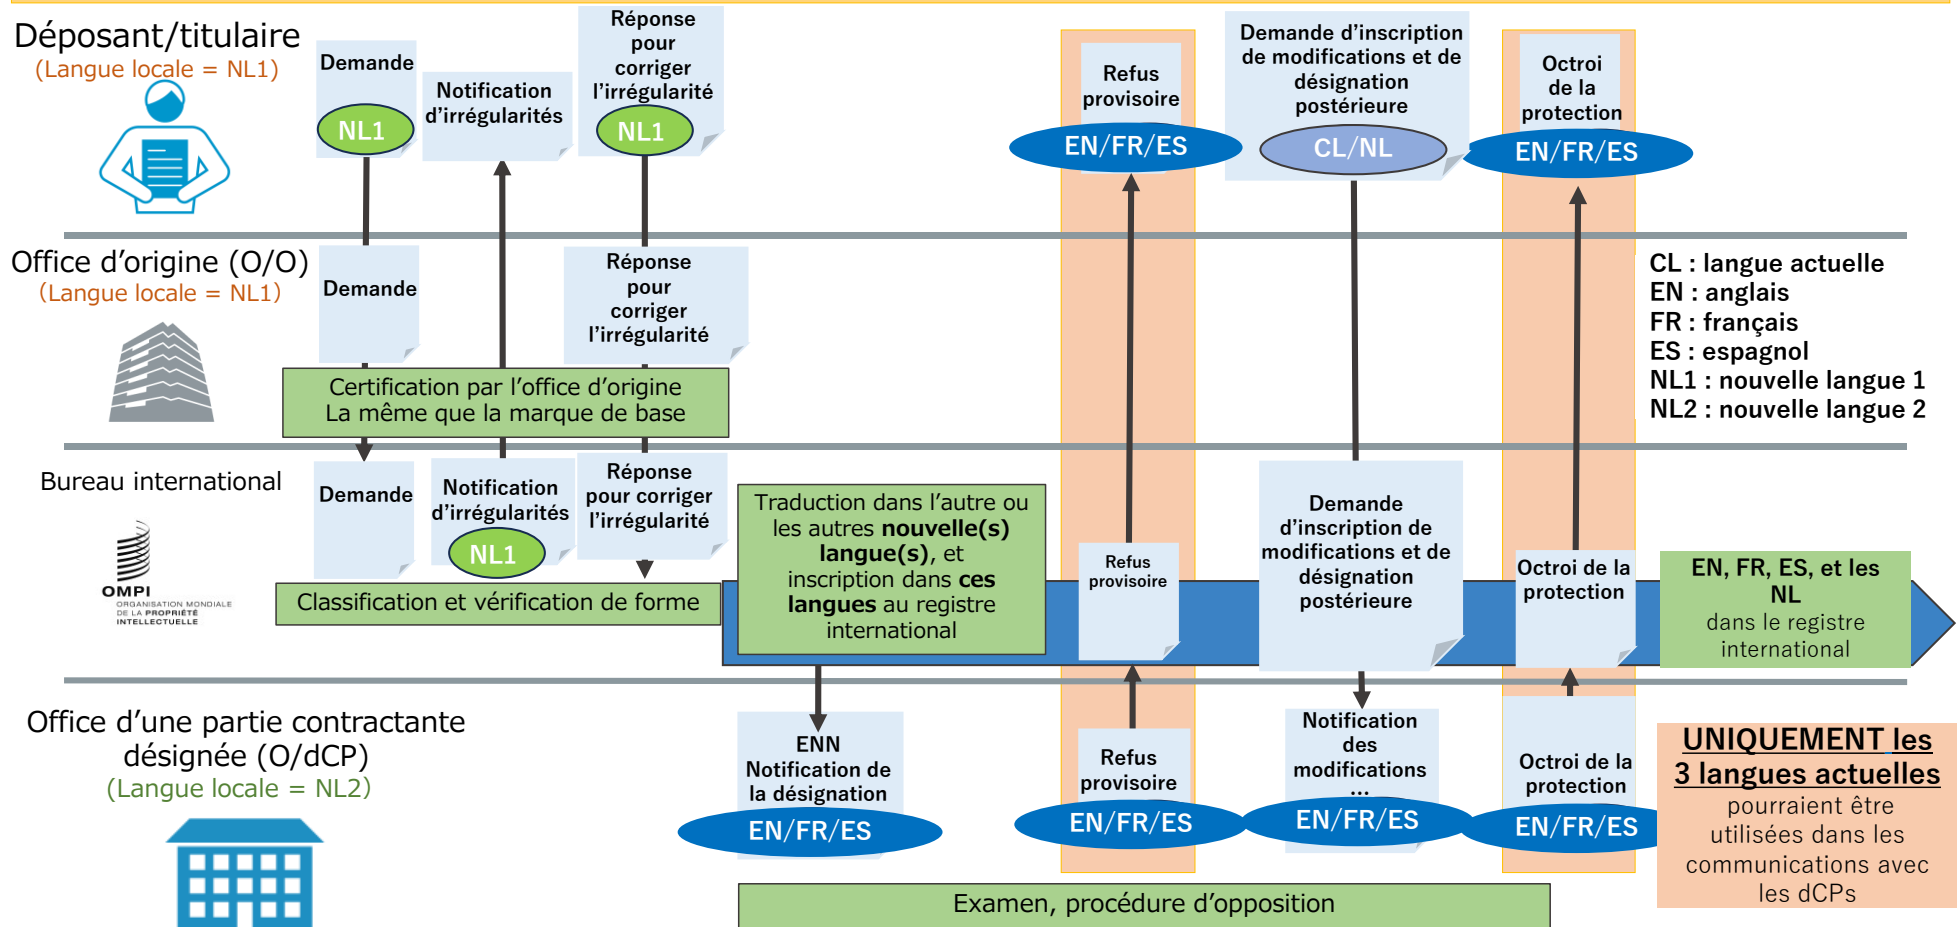 Déposant/titulaire
(Langue locale = NL1)
Demande
NL1
Notification
d’irrégularités
Réponse
pour
corriger
l’irrégularité
NL1
Refus
provisoire
EN/FR/ES
Demande d’inscription
de modifications et de
désignation
postérieure
CL/NL
Octroi
de la
protection
EN/FR/ES
Office d’origine (O/O)
(Langue locale = NL1)
Demande
Réponse
pour
corriger
l’irrégularité
Certification par l’office d’origine
La même que la marque de base
CL : langue actuelle
EN : anglais
FR : français
ES : espagnol
NL1 : nouvelle langue 1
NL2 : nouvelle langue 2
Bureau international
OMPI
ORGANISATION MONDIALE
DE LA PROPRIÉTÉ
INTELLECTUELLE
Demande
Notification
d’irrégularités
NL1
Réponse
pour corriger
l’irrégularité
Classification et vérification de forme
Traduction dans l’autre ou
les autres nouvelle(s)
langue(s), et
inscription dans ces
langues au registre
international
Refus
provisoire
Demande
d’inscription de
modifications et de
désignation
postérieure
Octroi de la
protection
EN, FR, ES, et les
NL
dans le registre
international
Office d’une partie contractante
désignée (O/dCP)
(Langue locale = NL2)
ENN
Notification de
la désignation
EN/FR/ES
Refus
provisoire
EN/FR/ES
Notification
des
modifications
...
EN/FR/ES
Octroi de la
protection
EN/FR/ES
UNIQUEMENT les
3 langues actuelles
pourraient être
utilisées dans les
communications avec
les dCPs
Examen, procédure d’opposition